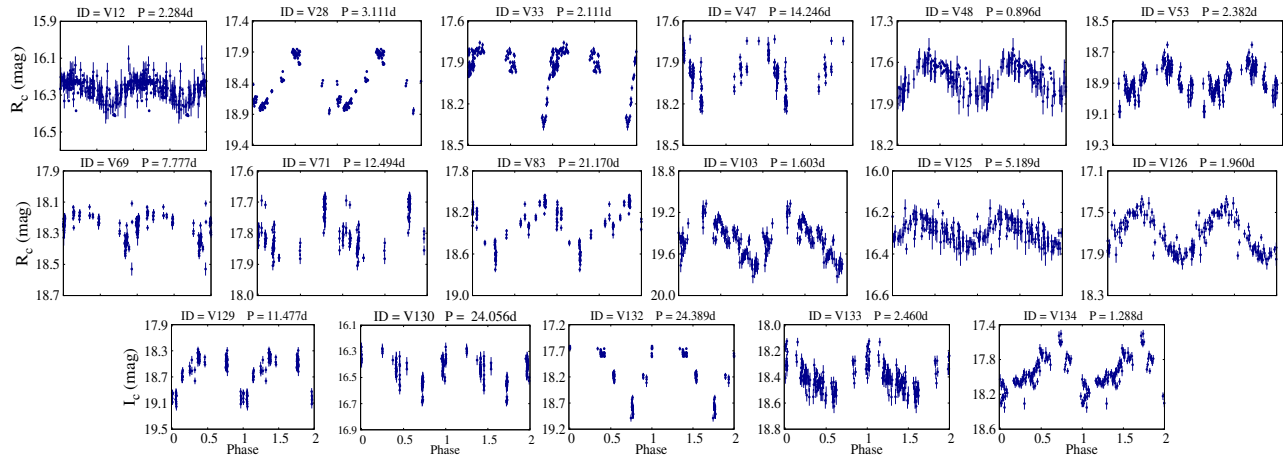 ID = V12 P = 2.284d ID = V28 P = 3.111d ID = V33 P = 2.111d ID = V47 P = 14.246d ID = V48 P = 0.896d ID = V53 P = 2.382d
15.9 17.4 17.6 17.6 17.3 18.5
16.1 17.9 17.9 17.9 17.6 18.7
16.3 18.4 18.2 18.2 17.9 18.9
16.5 18.9 18.5 18.5 18.2 19.1
19.4 19.3
R_c (mag)
ID = V69 P = 7.777d ID = V71 P = 12.494d ID = V83 P = 21.170d ID = V103 P = 1.603d ID = V125 P = 5.189d ID = V126 P = 1.960d
17.9 17.6 17.8 18.8 16.0 17.1
18.1 17.7 18.2 19.2 16.2 17.5
18.3 17.8 18.6 19.6 16.4 17.9
18.5 17.9 19.0 20.0 16.6 18.3
18.7 18.0
R_c (mag)
ID = V129 P = 11.477d ID = V130 P = 24.056d ID = V132 P = 24.389d ID = V133 P = 2.460d ID = V134 P = 1.288d
17.9 16.1 17.2 18.0 17.4
18.3 16.3 17.7 18.2 17.8
18.7 16.5 18.2 18.4 18.2
19.1 16.7 18.7 18.6 18.6
19.5 16.9 19.2 18.8
I_c (mag)
0 0.5 1 1.5 2 0 0.5 1 1.5 2 0 0.5 1 1.5 2 0 0.5 1 1.5 2 0 0.5 1 1.5 2
Phase Phase Phase Phase Phase